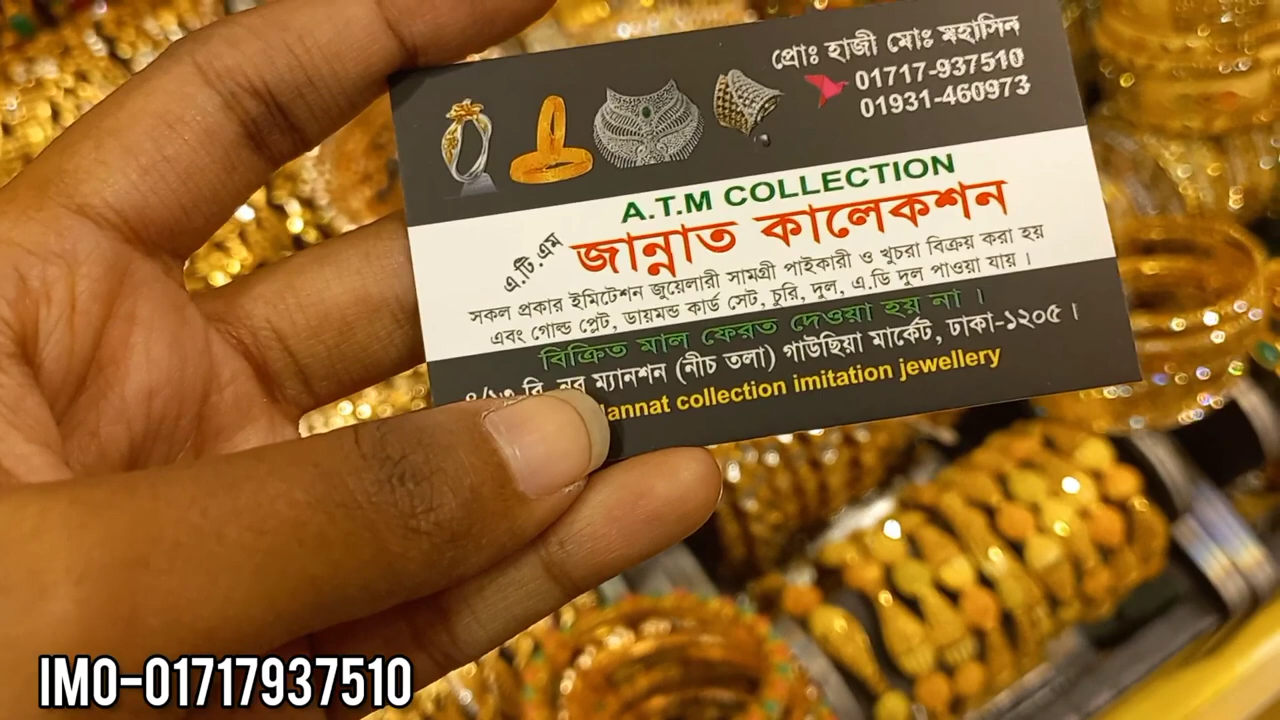 প্রোঃ হাজী মোঃ মহাসিন
01717-937510
01931-460973
A.T.M COLLECTION
এ.টি.এম
জান্নাত কালেকশন
সকল প্রকার ইমিটেশন জুয়েলারী সামগ্রী পাইকারী ও খুচরা বিক্রয় করা হয়
এবং গোল্ড প্লেট, ডায়মন্ড কার্ড সেট, চুরি, দুল, এ.ডি দুল পাওয়া যায়।
বিক্রিত মাল ফেরত দেওয়া হয় না।
ম্যানশন (নীচ তলা) গাউছিয়া মার্কেট, ঢাকা-১২০৫।
Jannat collection imitation jewellery
IMO-01717937510